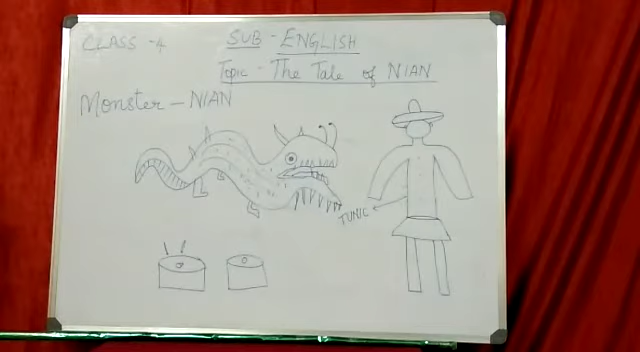 CLASS - 4
SUB - ENGLISH
Topic - The Tale of NIAN
Monster - NIAN
TUNIC